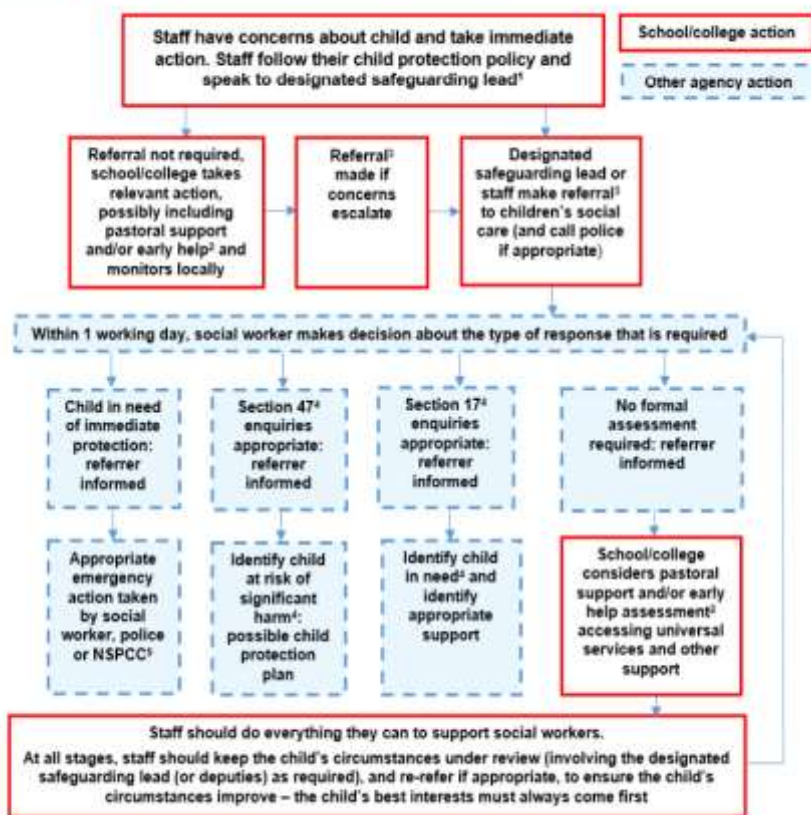 Staff have concerns about child and take immediate
action. Staff follow their child protection policy and
speak to designated safeguarding lead¹
School/college action
Other agency action
Referral not required,
school/college takes
relevant action,
possibly including
pastoral support
and/or early help² and
monitors locally
Referral³
made if
concerns
escalate
Designated
safeguarding lead or
staff make referral³
to children's social
care (and call police
if appropriate)
Within 1 working day, social worker makes decision about the type of response that is required
Child in need
of immediate
protection:
referrer
informed
Section 47⁴
enquiries
appropriate:
referrer
informed
Section 17⁴
enquiries
appropriate:
referrer
informed
No formal
assessment
required: referrer
informed
Appropriate
emergency
action taken
by social
worker, police
or NSPCC⁵
Identify child
at risk of
significant
harm⁴:
possible child
protection
plan
Identify child
in need⁴ and
identify
appropriate
support
School/college
considers pastoral
support and/or early
help assessment²
accessing universal
services and other
support
Staff should do everything they can to support social workers.
At all stages, staff should keep the child's circumstances under review (involving the designated
safeguarding lead (or deputies) as required), and re-refer if appropriate, to ensure the child's
circumstances improve – the child's best interests must always come first